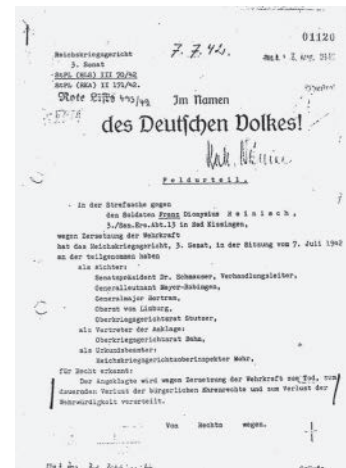 01120
7.7.42.
Reichskriegsgericht
3. Senat
StPL (HLS) III 70/42
StPL (RKA) II 171/42.
Rote Liste
Im Namen
des Deutschen Volkes!
Feldurteil.
In der Strafsache gegen
den Soldaten Franz Dionysius Reinisch,
3./San.Ers.Abt.13 in Bad Kissingen,
wegen Zersetzung der Wehrkraft
hat das Reichskriegsgericht, 3. Senat, in der Sitzung vom 7. Juli 1942
an der teilgenommen haben
als Richter:
Senatspräsident Dr. Schmauser, Verhandlungsleiter,
Generalleutnant Mayer-Rabingen,
Generalmajor Bertram,
Oberst von Limburg,
Oberkriegsgerichtsrat Stutzer,
als Vertreter der Anklage:
Oberkriegsgerichtsrat
als Urkundsbeamter:
Reichskriegsgerichtsoberinspektor Mehr,
für Recht erkannt:
Der Angeklagte wird wegen Zersetzung der Wehrkraft zum Tod, zum
dauernden Verlust der bürgerlichen Ehrenrechte und zum Verlust der
Wehrwürdigkeit verurteilt.
Von Rechts wegen.